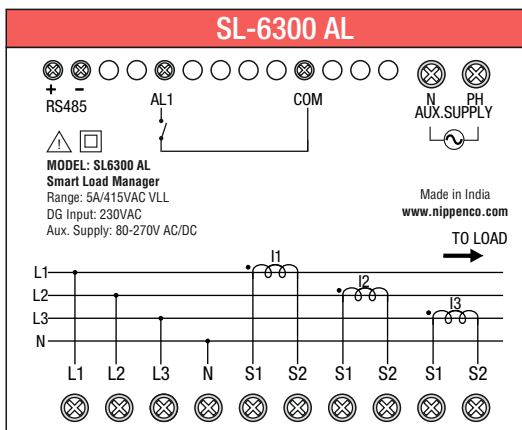 SL-6300 AL
+ −
RS485
AL1
COM
N PH
AUX.SUPPLY
MODEL: SL6300 AL
Smart Load Manager
Range: 5A/415VAC VLL
DG Input: 230VAC
Aux. Supply: 80-270V AC/DC
Made in India
www.nippenco.com
TO LOAD
I1
L1
I2
L2
I3
L3
N
L1 L2 L3 N S1 S2 S1 S2 S1 S2